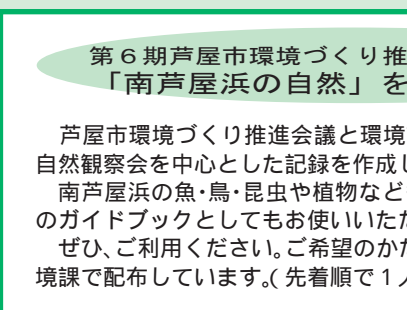 第６期芦屋市環境づくり推
「南芦屋浜の自然」を
芦屋市環境づくり推進会議と環境
自然観察会を中心とした記録を作成し
南芦屋浜の魚・鳥・昆虫や植物など
のガイドブックとしてもお使いいただ
ぜひ、ご利用ください。ご希望のかた
境課で配布しています。(先着順で１人